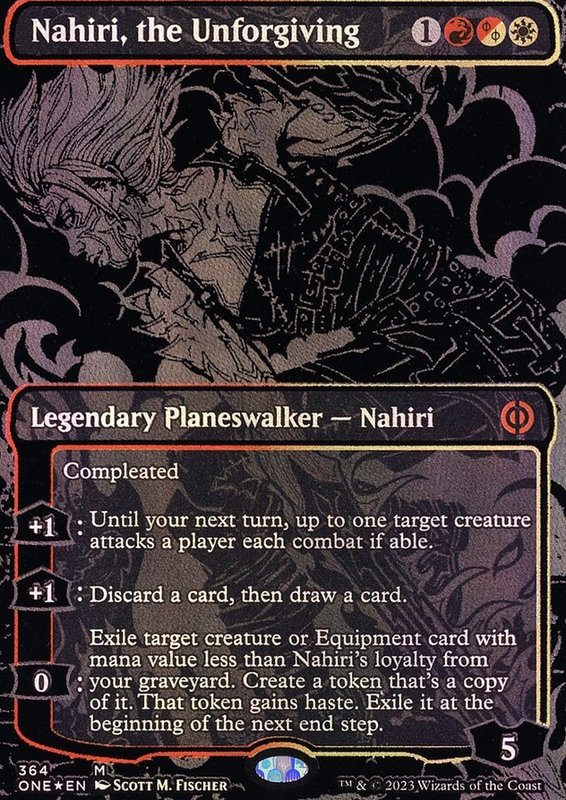 Nahiri, the Unforgiving 1
Legendary Planeswalker — Nahiri
Compleated
+1 : Until your next turn, up to one target creature
attacks a player each combat if able.
+1 : Discard a card, then draw a card.
Exile target creature or Equipment card with
mana value less than Nahiri's loyalty from
0 : your graveyard. Create a token that's a copy
of it. That token gains haste. Exile it at the
beginning of the next end step.
5
364 M
ONE★EN Scott M. Fischer ™ & © 2023 Wizards of the Coast